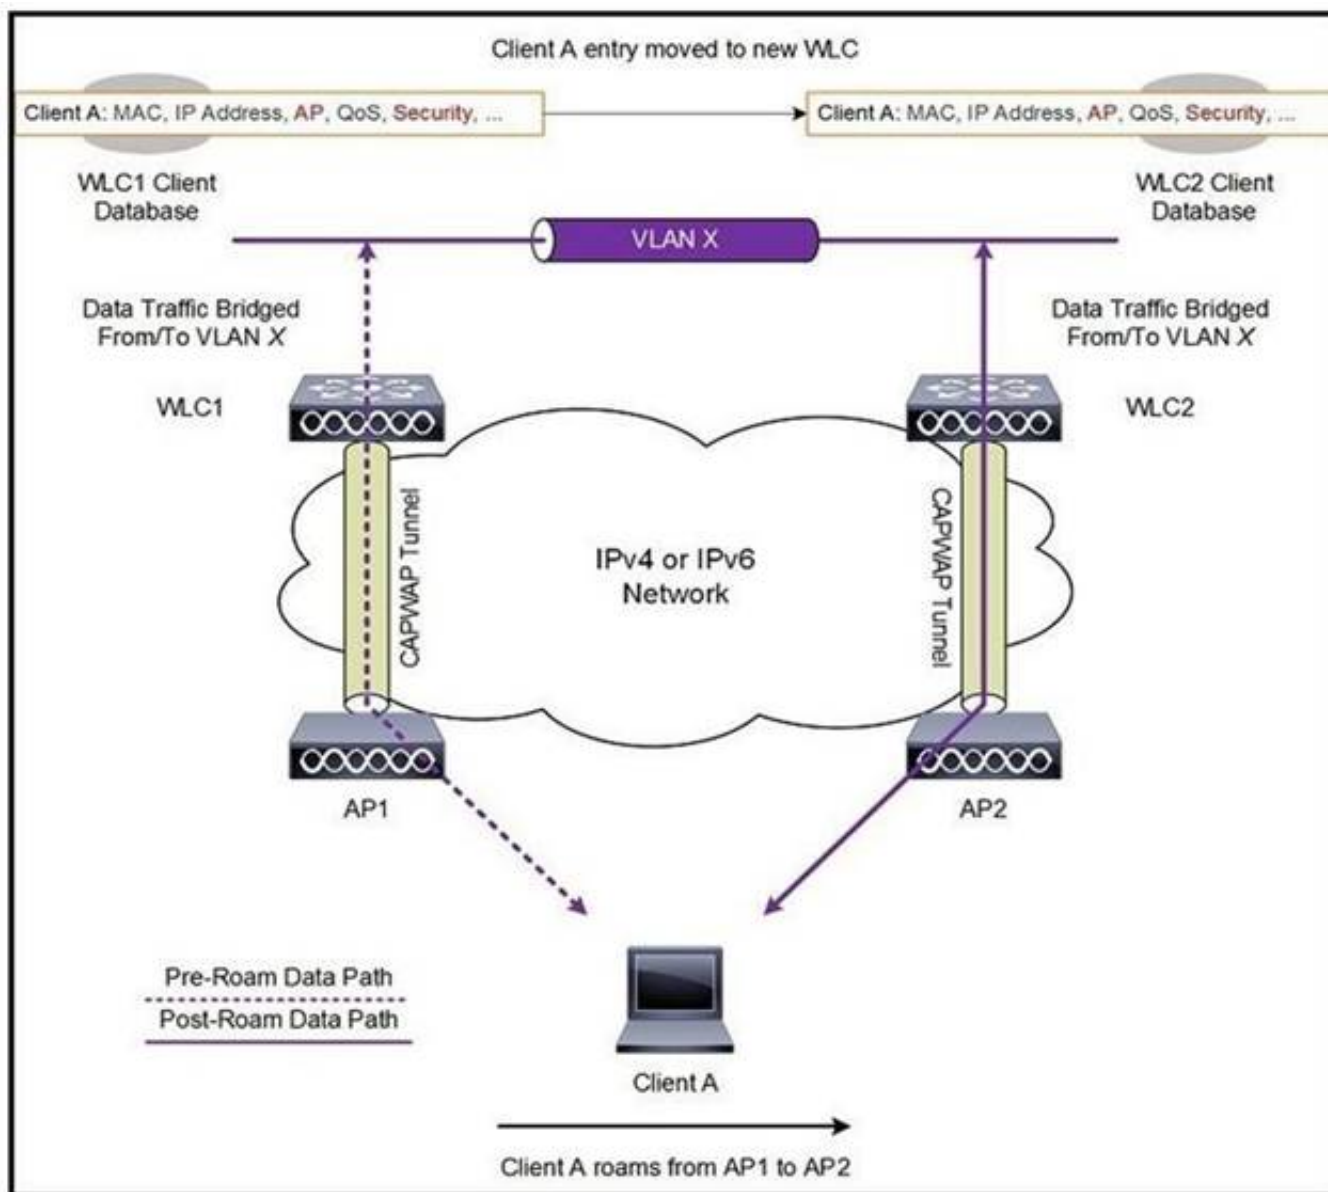 Client A entry moved to new WLC
Client A: MAC, IP Address, AP, QoS, Security, ...
Client A: MAC, IP Address, AP, QoS, Security, ...
WLC1 Client
Database
WLC2 Client
Database
VLAN X
Data Traffic Bridged
From/To VLAN X
Data Traffic Bridged
From/To VLAN X
WLC1
WLC2
CAPWAP Tunnel
IPv4 or IPv6
Network
CAPWAP Tunnel
AP1
AP2
Pre-Roam Data Path
Post-Roam Data Path
Client A
Client A roams from AP1 to AP2